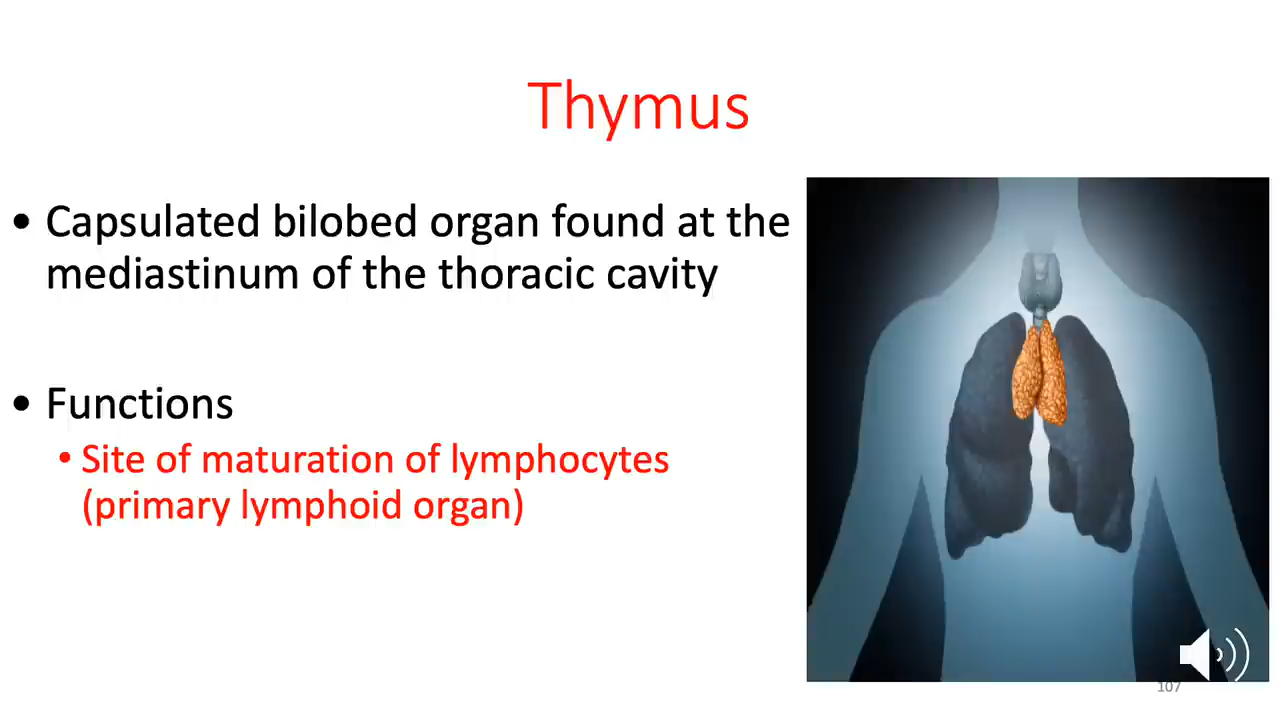 Thymus
• Capsulated bilobed organ found at the
mediastinum of the thoracic cavity
• Functions
• Site of maturation of lymphocytes
(primary lymphoid organ)
107